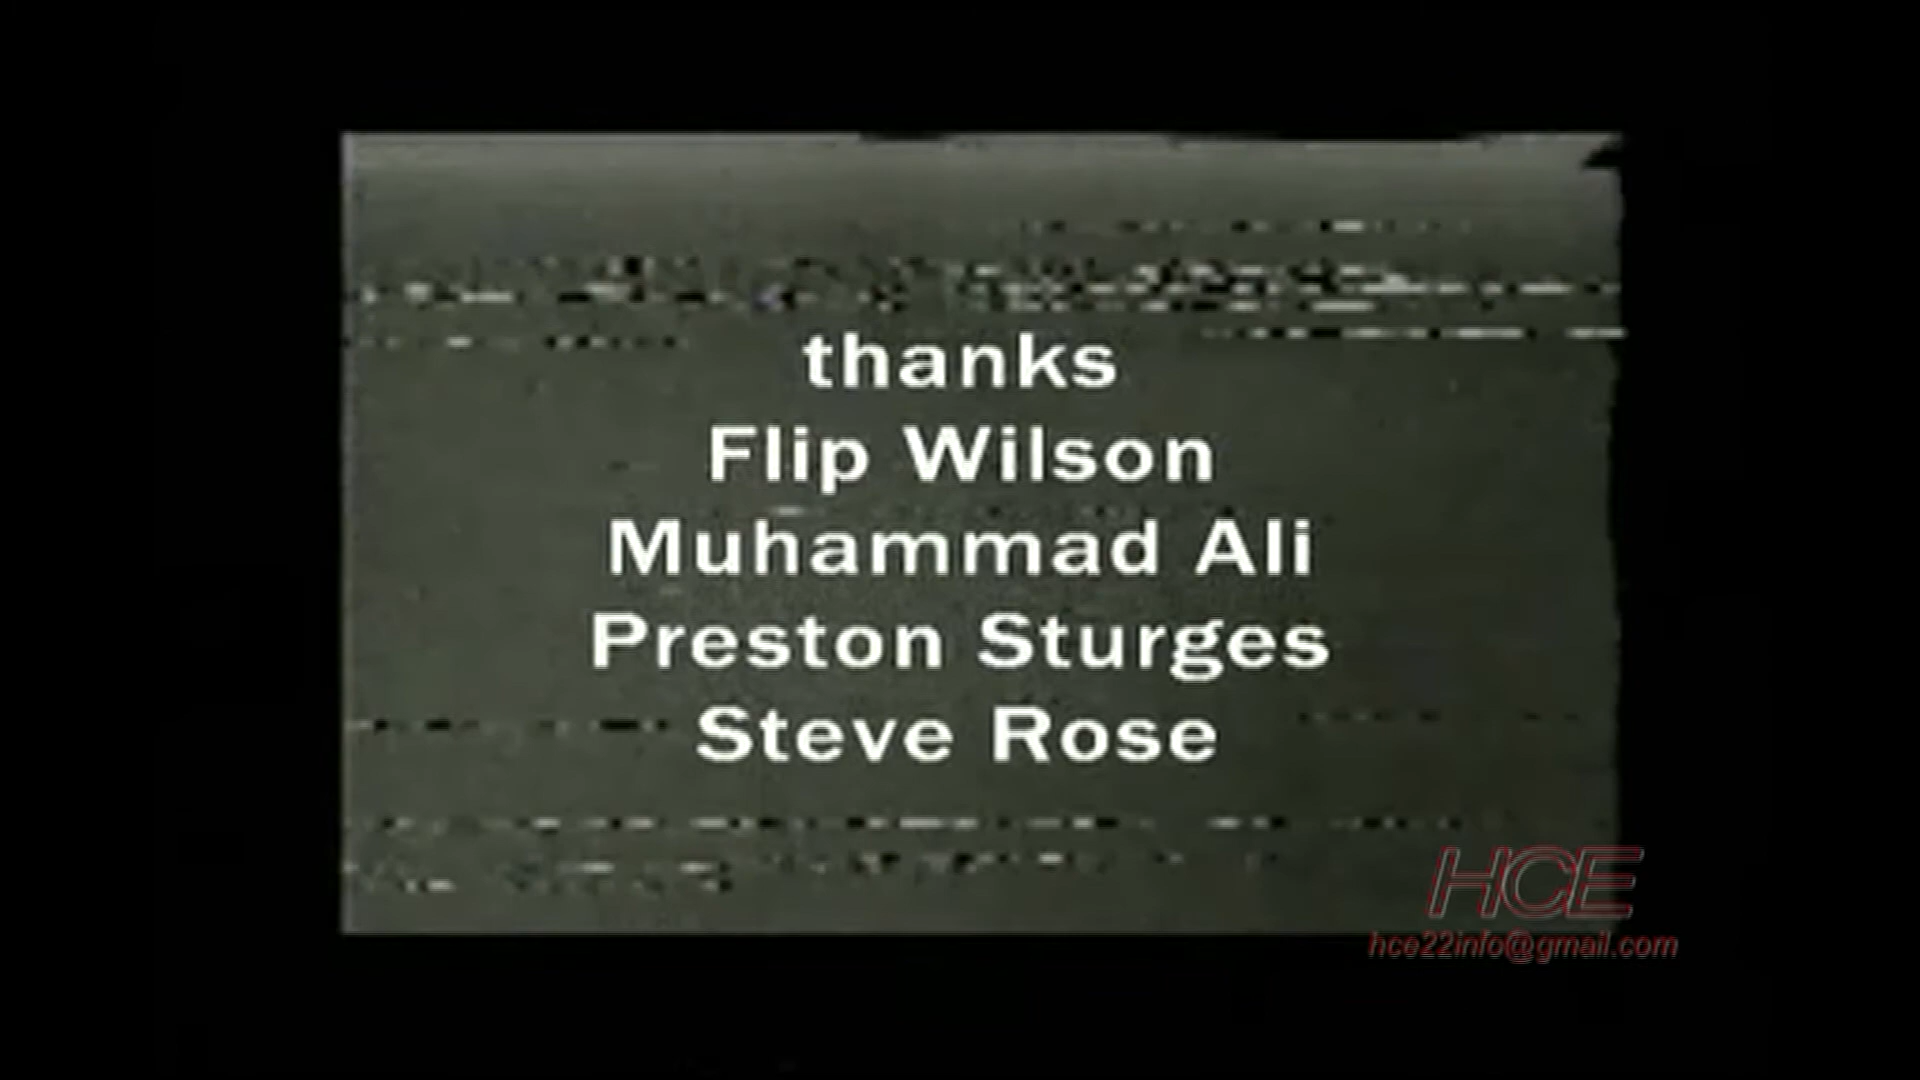 thanks
Flip Wilson
Muhammad Ali
Preston Sturges
Steve Rose
HCE
hce22info@gmail.com